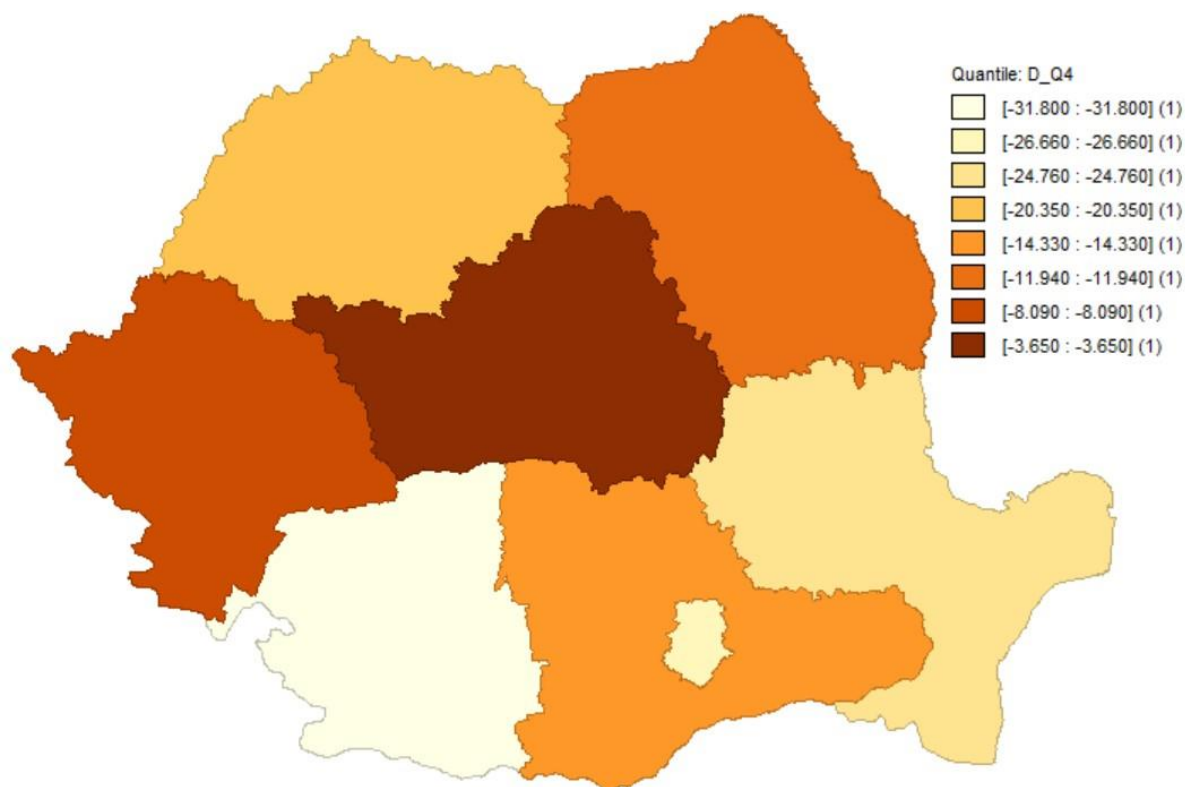 Quantile: D_Q4
[-31.800 : -31.800] (1)
[-26.660 : -26.660] (1)
[-24.760 : -24.760] (1)
[-20.350 : -20.350] (1)
[-14.330 : -14.330] (1)
[-11.940 : -11.940] (1)
[-8.090 : -8.090] (1)
[-3.650 : -3.650] (1)